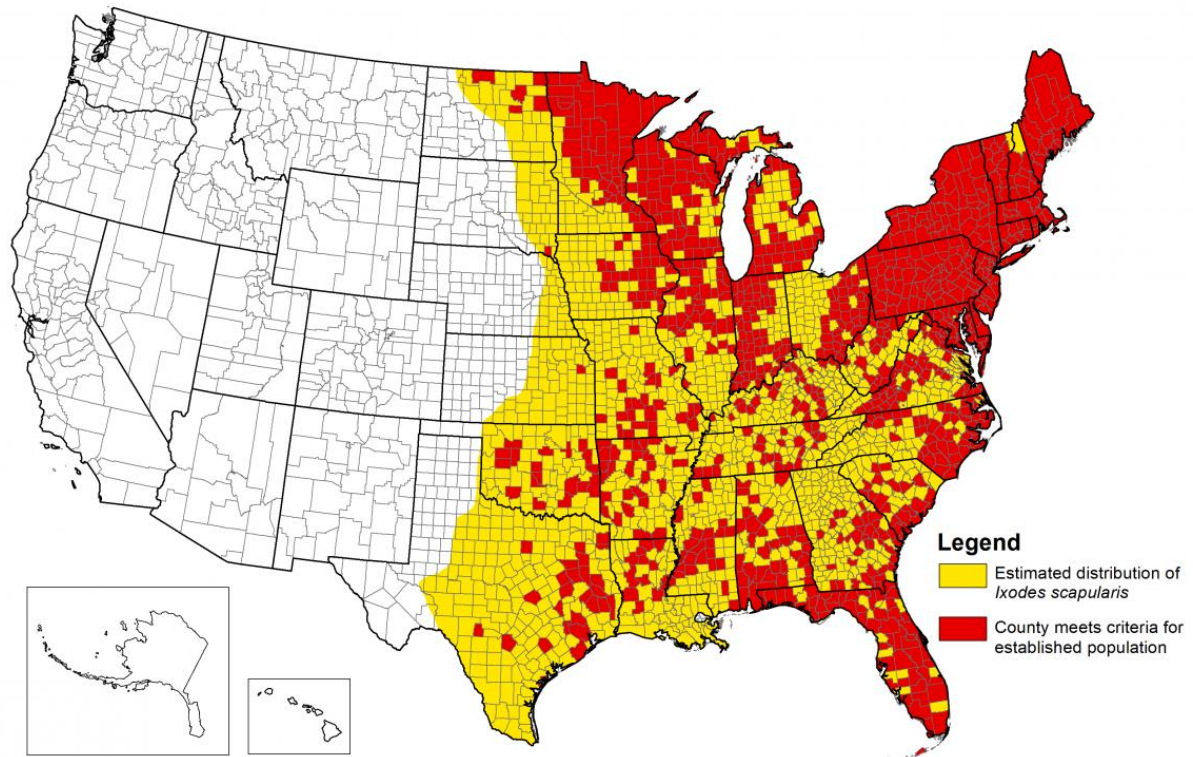 Legend
Estimated distribution of
Ixodes scapularis
County meets criteria for
established population